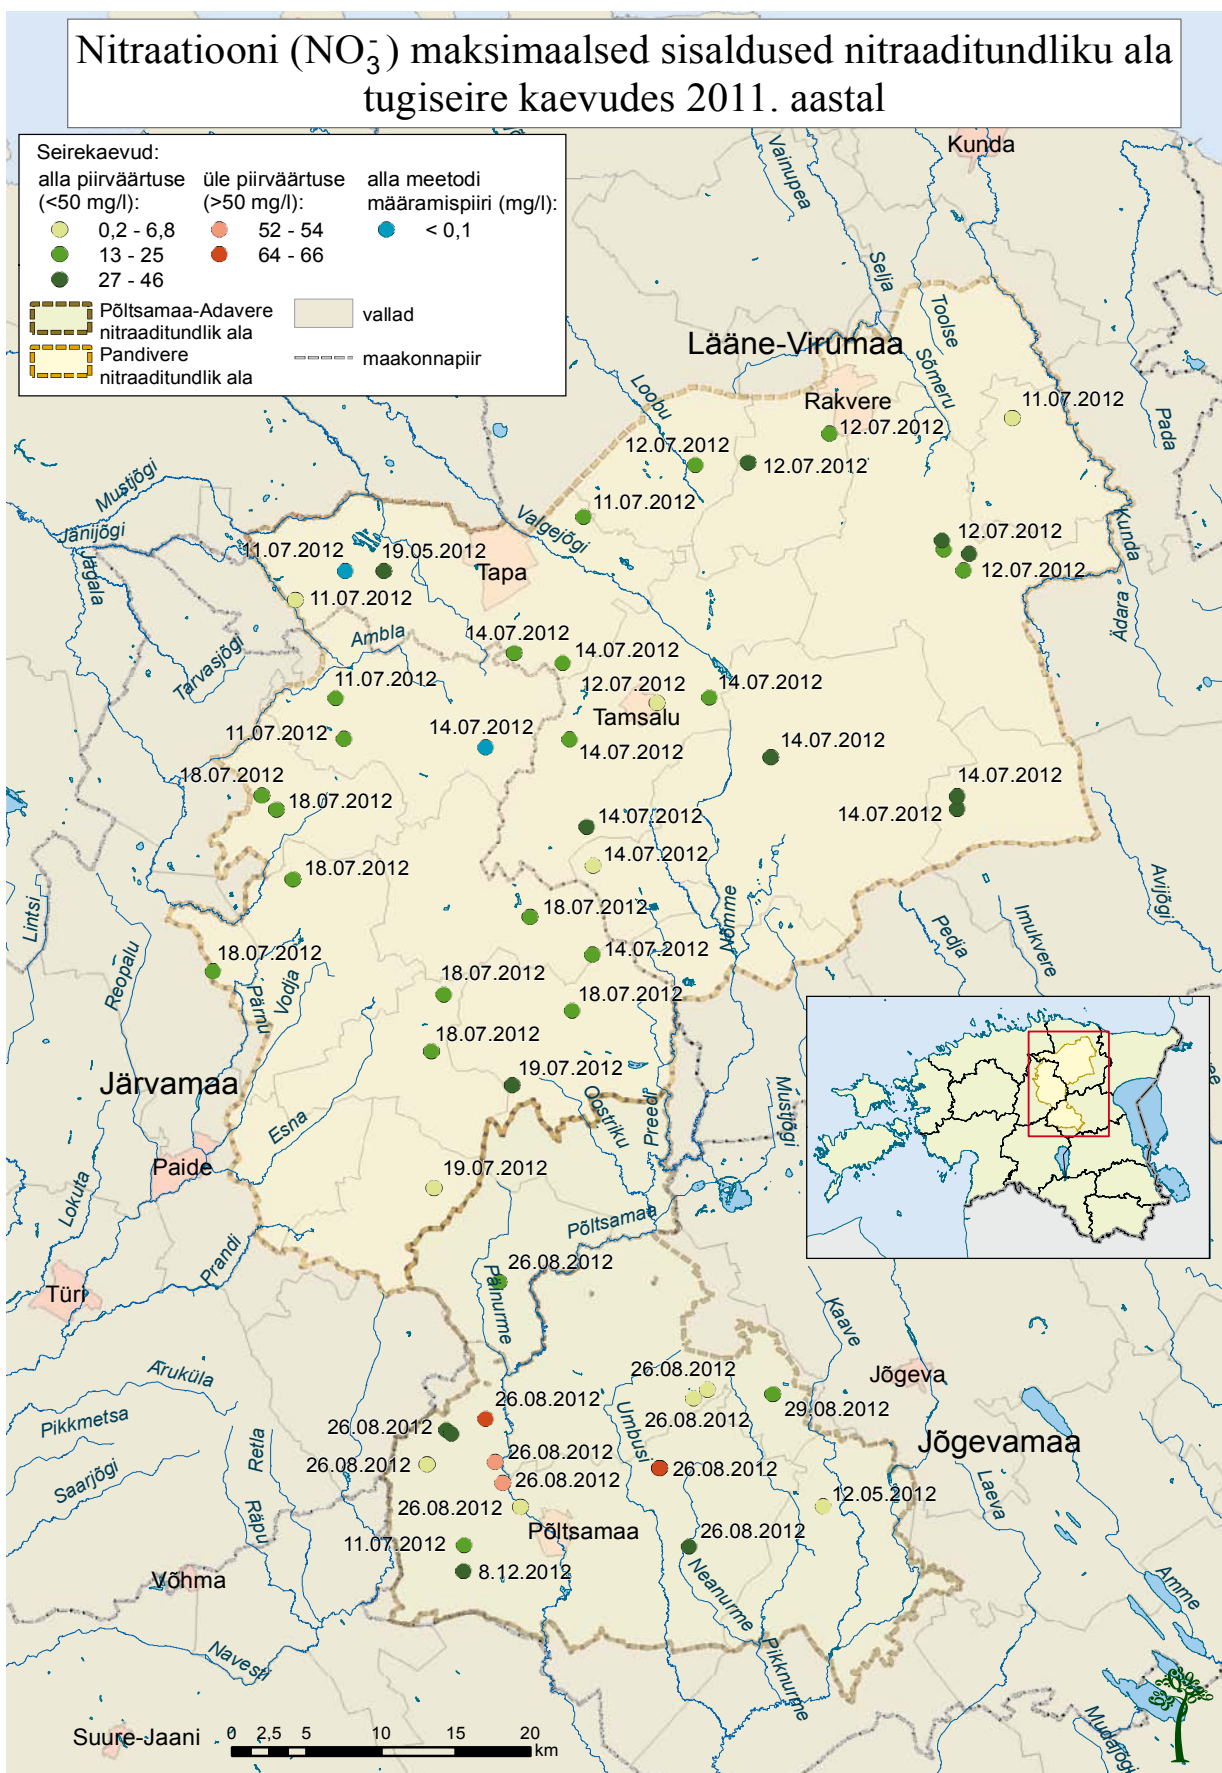 Nitraatiooni (NO₃⁻) maksimaalsed sisaldused nitraaditundliku ala
tugiseire kaevudes 2011. aastal
Seirekaevud:
alla piirväärtuse
(<50 mg/l):
0,2 - 6,8
13 - 25
27 - 46
üle piirväärtuse
(>50 mg/l):
52 - 54
64 - 66
alla meetodi
määramispiiri (mg/l):
< 0,1
Põltsamaa-Adavere
nitraaditundlik ala
Pandivere
nitraaditundlik ala
vallad
maakonnapiir
Kunda
Vainupea
Selja
Toolse
Sõmeru
Lääne-Virumaa
Rakvere
Loobu
Pada
11.07.2012
12.07.2012
12.07.2012
12.07.2012
11.07.2012
Mustjõgi
Jänijõgi
Jägala
Valgejõgi
Kunda
12.07.2012
12.07.2012
11.07.2012
19.05.2012
Tapa
11.07.2012
Ädara
Ambla
Tarvasjõgi
14.07.2012
14.07.2012
11.07.2012
12.07.2012
14.07.2012
Tamsalu
11.07.2012
14.07.2012
14.07.2012
14.07.2012
18.07.2012
18.07.2012
14.07.2012
14.07.2012
14.07.2012
14.07.2012
18.07.2012
Avijõgi
Lintsi
Reopalu
18.07.2012
Nõmme
Pedja
Imukvere
14.07.2012
18.07.2012
Pärnu
Vodja
18.07.2012
18.07.2012
18.07.2012
19.07.2012
Järvamaa
Oostriku
Preedi
Mustjõgi
Esna
Paide
19.07.2012
Lokuta
Prandi
Põltsamaa
Türi
26.08.2012
Päinurme
Kaave
Aruküla
Jõgeva
26.08.2012
26.08.2012
29.08.2012
26.08.2012
Pikkmetsa
Retla
26.08.2012
Umbusi
Jõgevamaa
Saarjõgi
26.08.2012
26.08.2012
26.08.2012
26.08.2012
Laeva
Räpu
26.08.2012
12.05.2012
Põltsamaa
26.08.2012
11.07.2012
8.12.2012
Võhma
Neanurme
Amme
Navesti
Pikknurme
Mudajõgi
Suure-Jaani
0 2,5 5 10 15 20
km